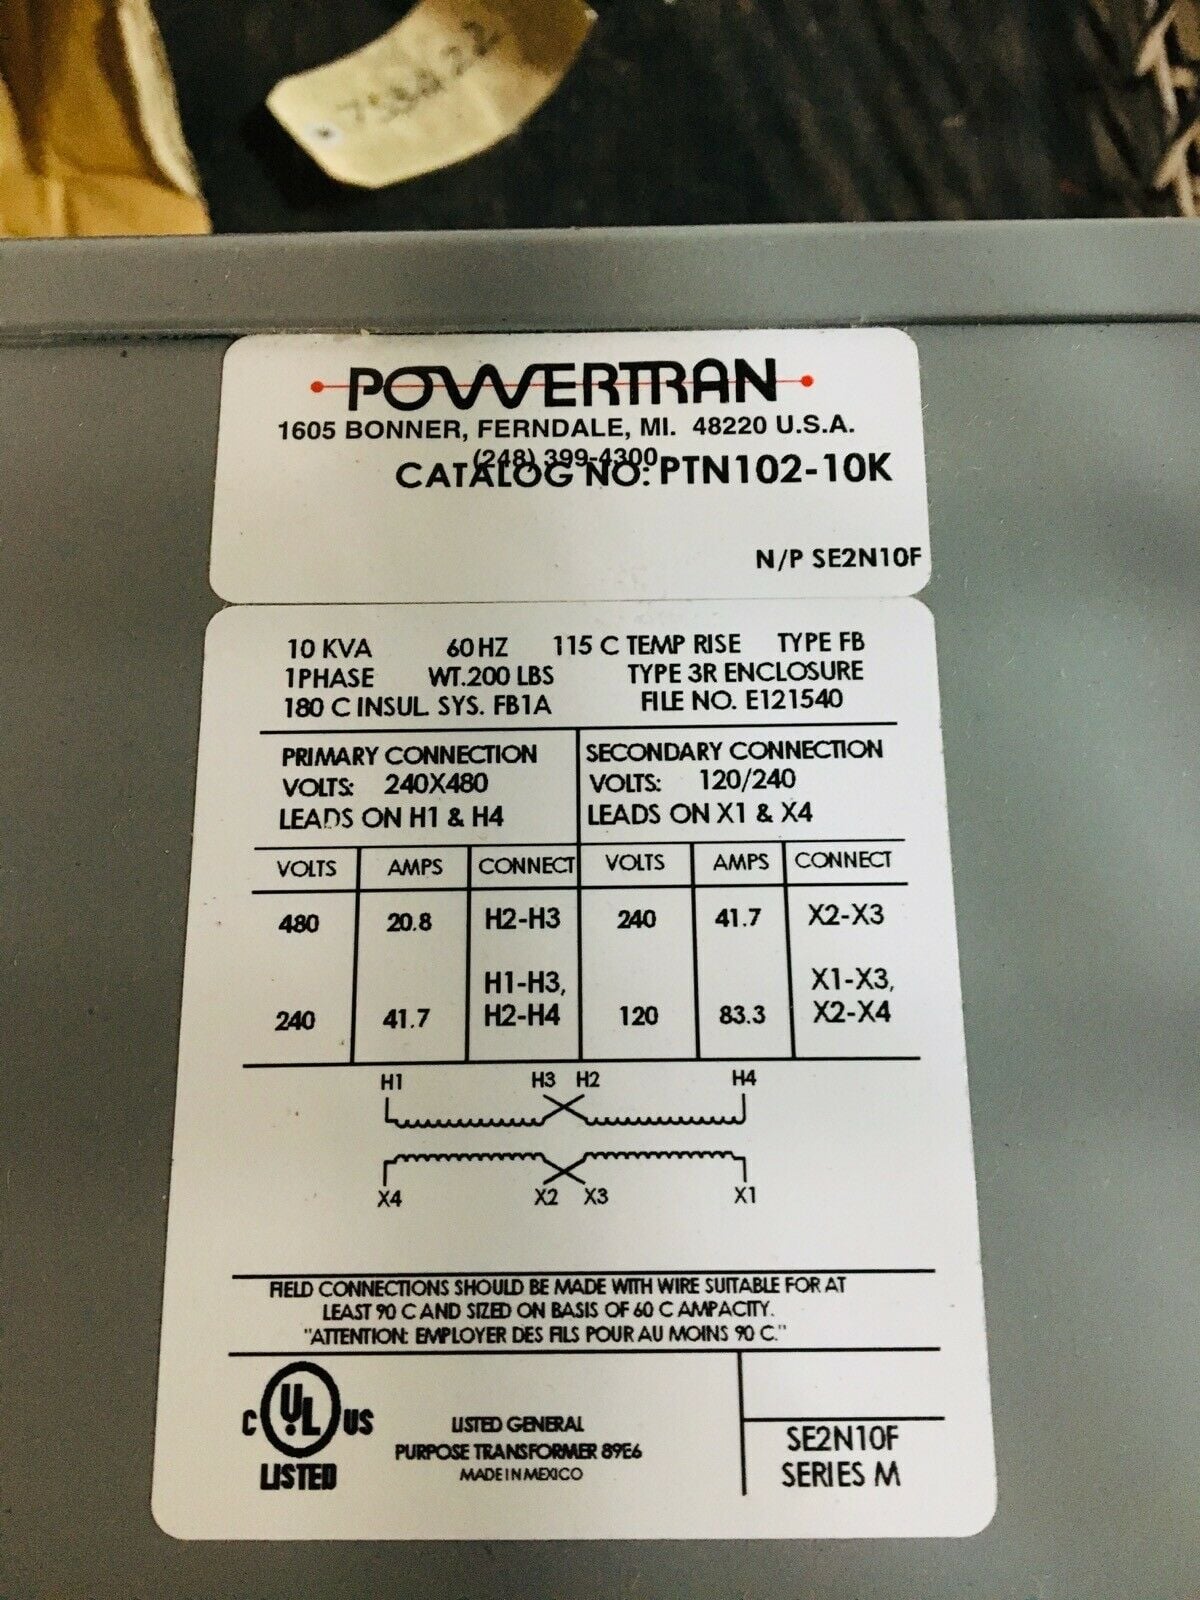 758A22
POWERTRAN
1605 BONNER, FERNDALE, MI. 48220 U.S.A.
(248) 399-4300
CATALOG NO: PTN102-10K
N/P SE2N10F
10 KVA 60 HZ 115 C TEMP RISE TYPE FB
1PHASE WT.200 LBS TYPE 3R ENCLOSURE
180 C INSUL. SYS. FB1A FILE NO. E121540
PRIMARY CONNECTION SECONDARY CONNECTION
VOLTS: 240X480 VOLTS: 120/240
LEADS ON H1 & H4 LEADS ON X1 & X4
VOLTS AMPS CONNECT VOLTS AMPS CONNECT
480 20.8 H2-H3 240 41.7 X2-X3
H1-H3, X1-X3,
240 41.7 H2-H4 120 83.3 X2-X4
H1 H3 H2 H4
X4 X2 X3 X1
FIELD CONNECTIONS SHOULD BE MADE WITH WIRE SUITABLE FOR AT
LEAST 90 C AND SIZED ON BASIS OF 60 C AMPACITY.
"ATTENTION: EMPLOYER DES FILS POUR AU MOINS 90 C."
C UL US
LISTED
LISTED GENERAL
PURPOSE TRANSFORMER 89E6
MADE IN MEXICO
SE2N10F
SERIES M